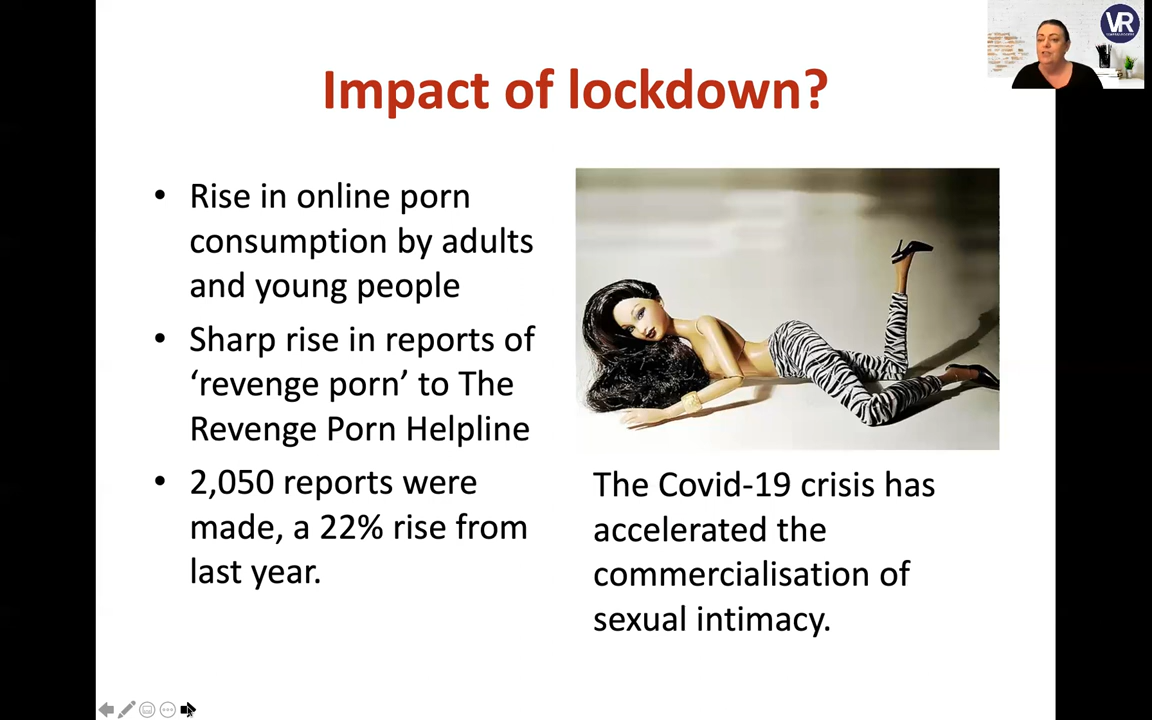 VR
Impact of lockdown?
• Rise in online porn
consumption by adults
and young people
• Sharp rise in reports of
‘revenge porn’ to The
Revenge Porn Helpline
• 2,050 reports were
made, a 22% rise from
last year.
The Covid-19 crisis has
accelerated the
commercialisation of
sexual intimacy.